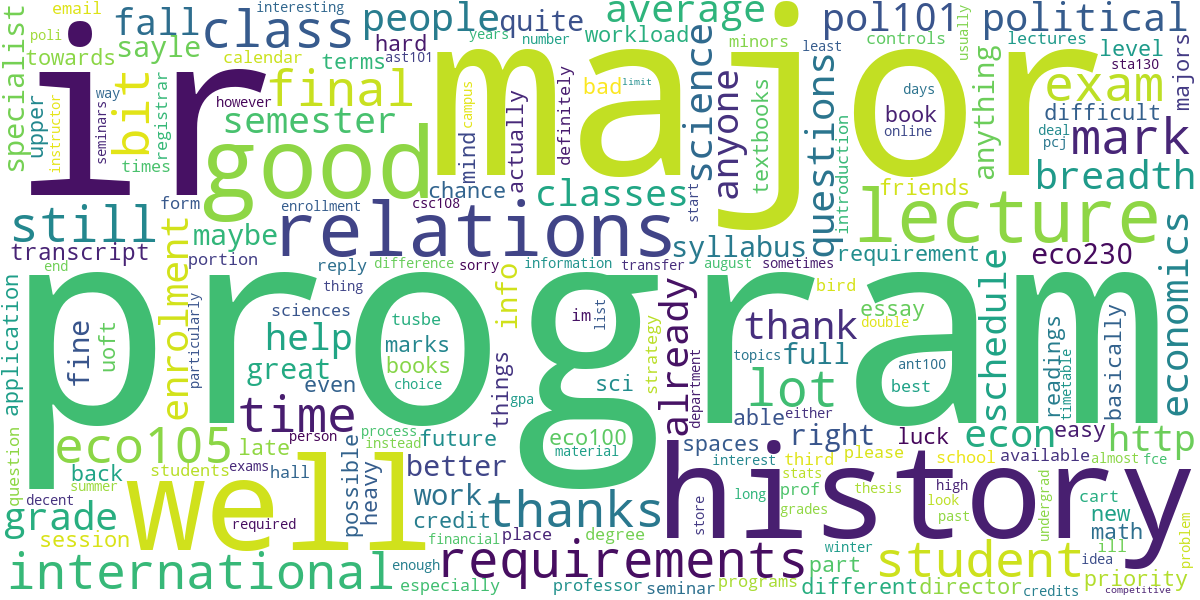 ir
major
program
history
well
good
lecture
relations
requirements
international
student
class
final
bit
fall
sayle
specialist
towards
email
poli
upper
instructor
seminars
way
times
registrar
calendar
interesting
people
quite
average
workload
hard
terms
years
number
ast101
however
semester
campus
mind
actually
definitely
bad
limit
science
minors
anyone
textbooks
questions
pol101
political
controls
lectures
usually
least
level
sta130
majors
exam
difficult
days
book
online
anything
deal
pcj
mark
breadth
introduction
friends
still
transcript
form
enrollment
chance
csc108
classes
start
maybe
portion
syllabus
requirement
eco230
economics
end
reply
difference
sorry
information
transfer
august
sometimes
thing
info
im
list
bird
essay
double
schedule
readings
timetable
basically
application
enrolment
particularly
fine
uoft
sciences
tusbe
help
marks
books
great
even
choice
things
gpa
sci
strategy
already
department
thank
topics
full
ant100
best
lot
time
person
process
instead
future
eco105
late
eco100
material
able
either
spaces
right
luck
econ
easy
available
almost
fce
http
question
back
students
exams
hall
possible
heavy
better
interest
third
please
school
stats
summer
decent
required
work
credit
thanks
store
long
prof
grades
thesis
high
look
past
undergrad
cart
new
math
grade
session
financial
place
degree
winter
part
ill
idea
problem
enough
especially
professor
seminar
programs
different
director
credits
priority
competitive